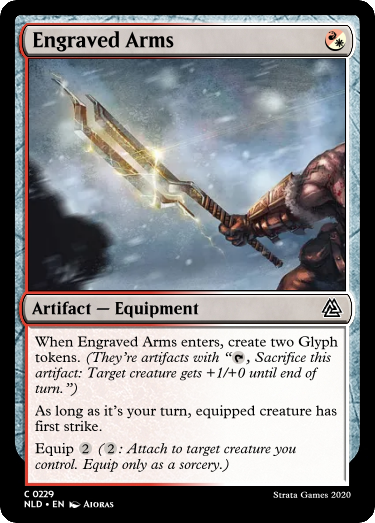 Engraved Arms
Artifact — Equipment
When Engraved Arms enters, create two Glyph
tokens. (They're artifacts with “, Sacrifice this
artifact: Target creature gets +1/+0 until end of
turn.”)
As long as it's your turn, equipped creature has
first strike.
Equip 2 (2: Attach to target creature you
control. Equip only as a sorcery.)
C 0229
NLD • EN Aioras
Strata Games 2020